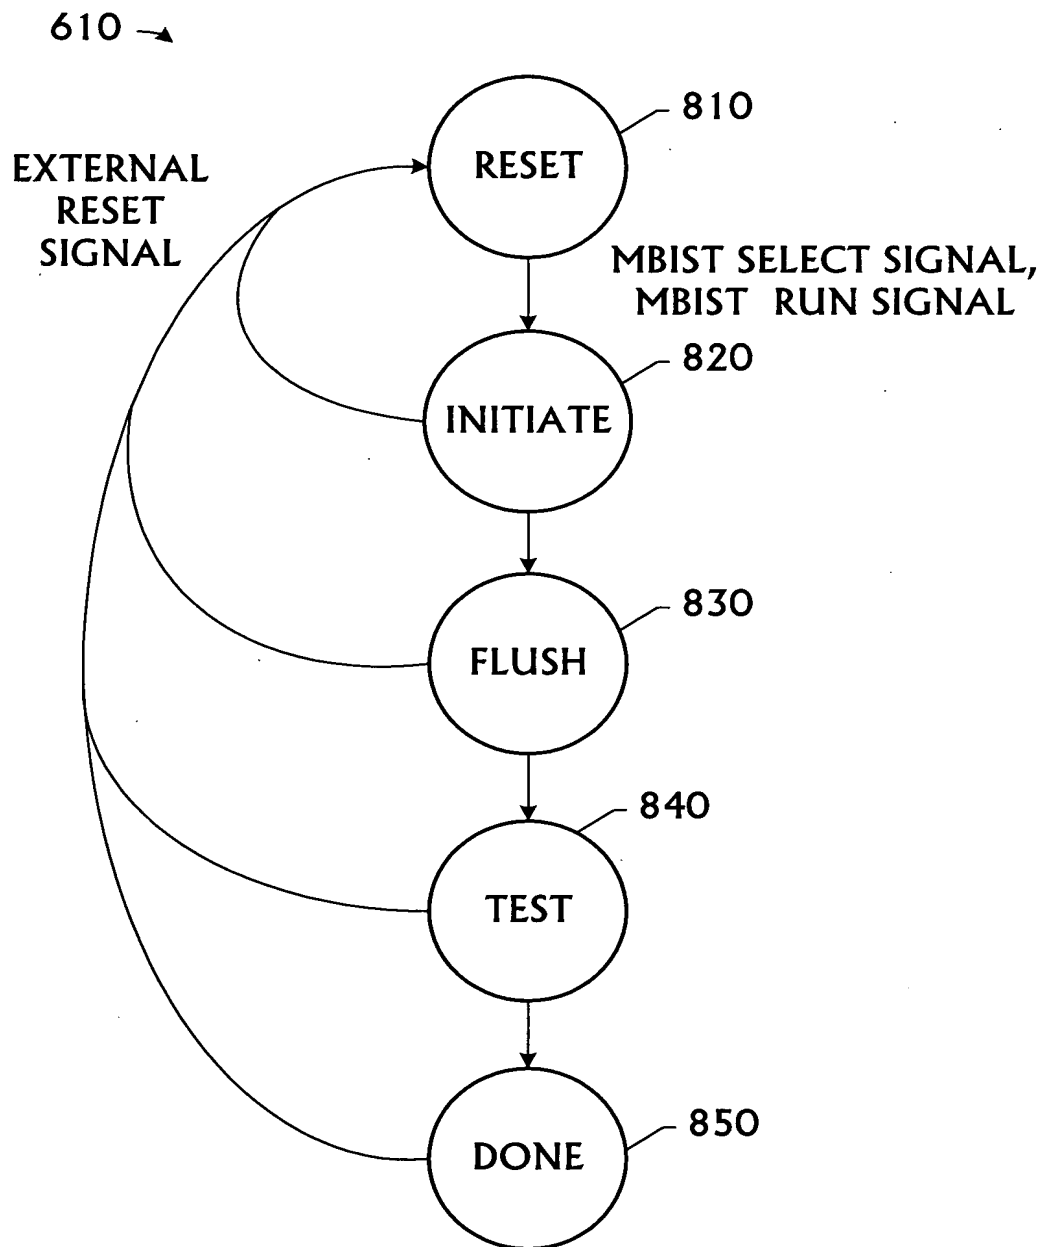 610
810
RESET
EXTERNAL
RESET
SIGNAL
MBIST SELECT SIGNAL,
MBIST RUN SIGNAL
820
INITIATE
830
FLUSH
840
TEST
850
DONE